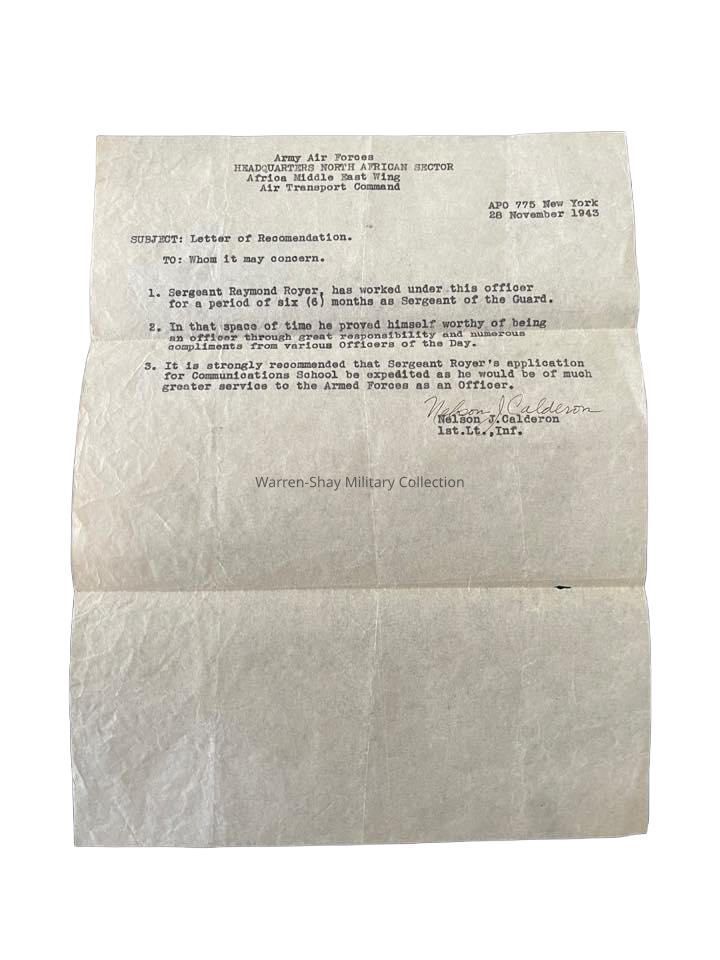 Army Air Forces
HEADQUARTERS NORTH AFRICAN SECTOR
Africa Middle East Wing
Air Transport Command
APO 775 New York
28 November 1943
SUBJECT: Letter of Recomendation.
TO: Whom it may concern.
1. Sergeant Raymond Royer, has worked under this officer
for a period of six (6) months as Sergeant of the Guard.
2. In that space of time he proved himself worthy of being
an officer through great responsibility and numerous
compliments from various Officers of the Day.
3. It is strongly recommended that Sergeant Royer's application
for Communications School be expedited as he would be of much
greater service to the Armed Forces as an Officer.
Nelson J Calderon
Nelson J.Calderon
1st.Lt.,Inf.
Warren-Shay Military Collection